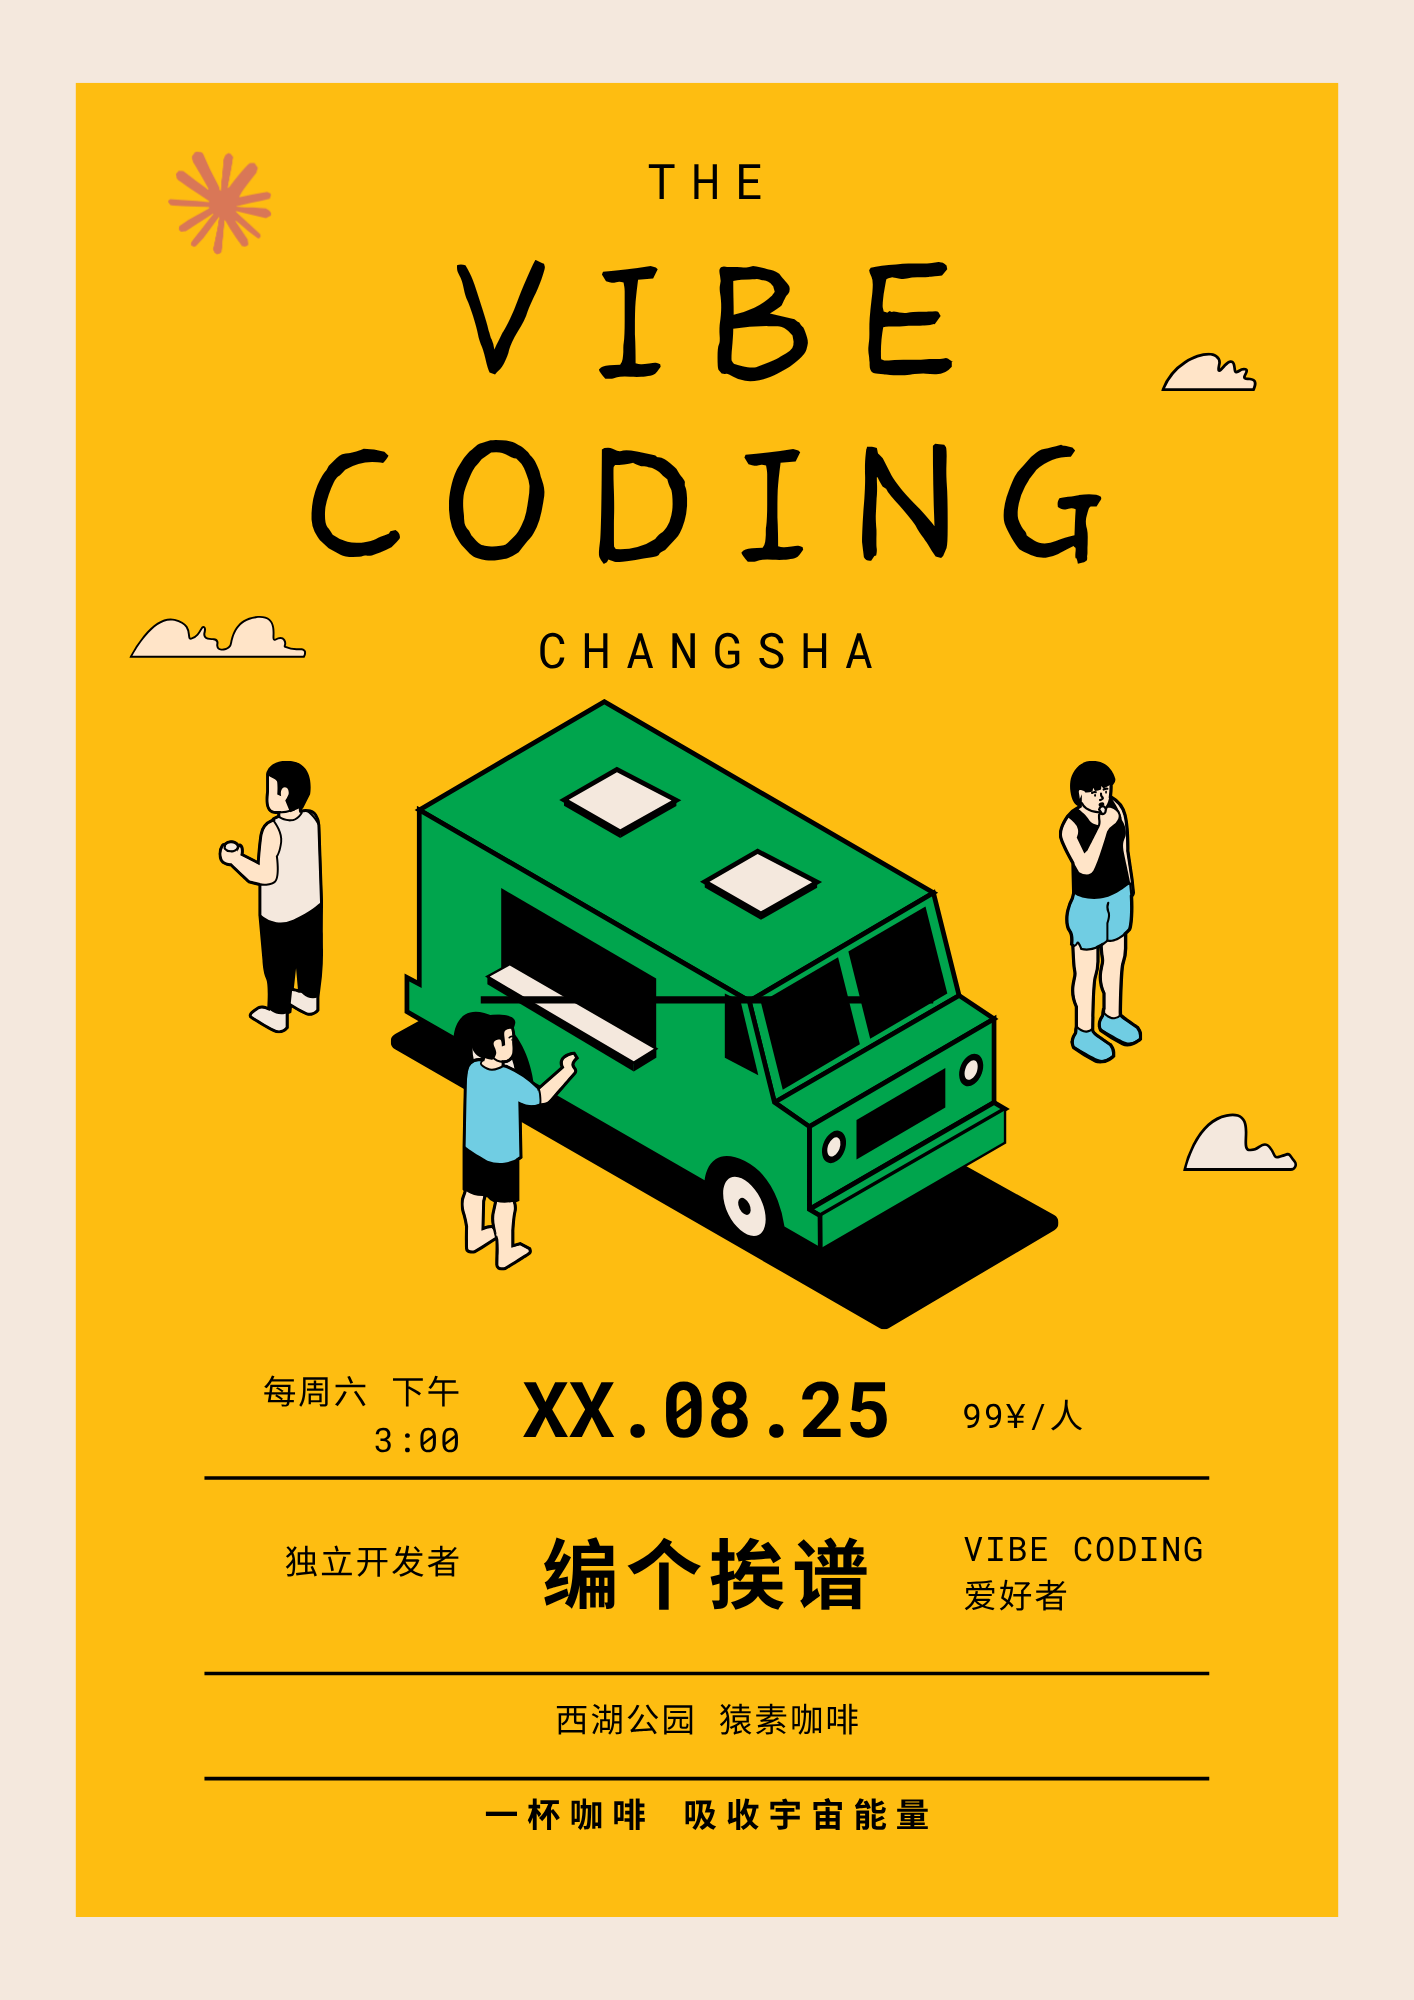 THE
VIBE
CODING
CHANGSHA
每周六 下午
3:00
XX.08.25
99¥/人
独立开发者
编个挨谱
VIBE CODING
爱好者
西湖公园 猿素咖啡
一杯咖啡 吸收宇宙能量